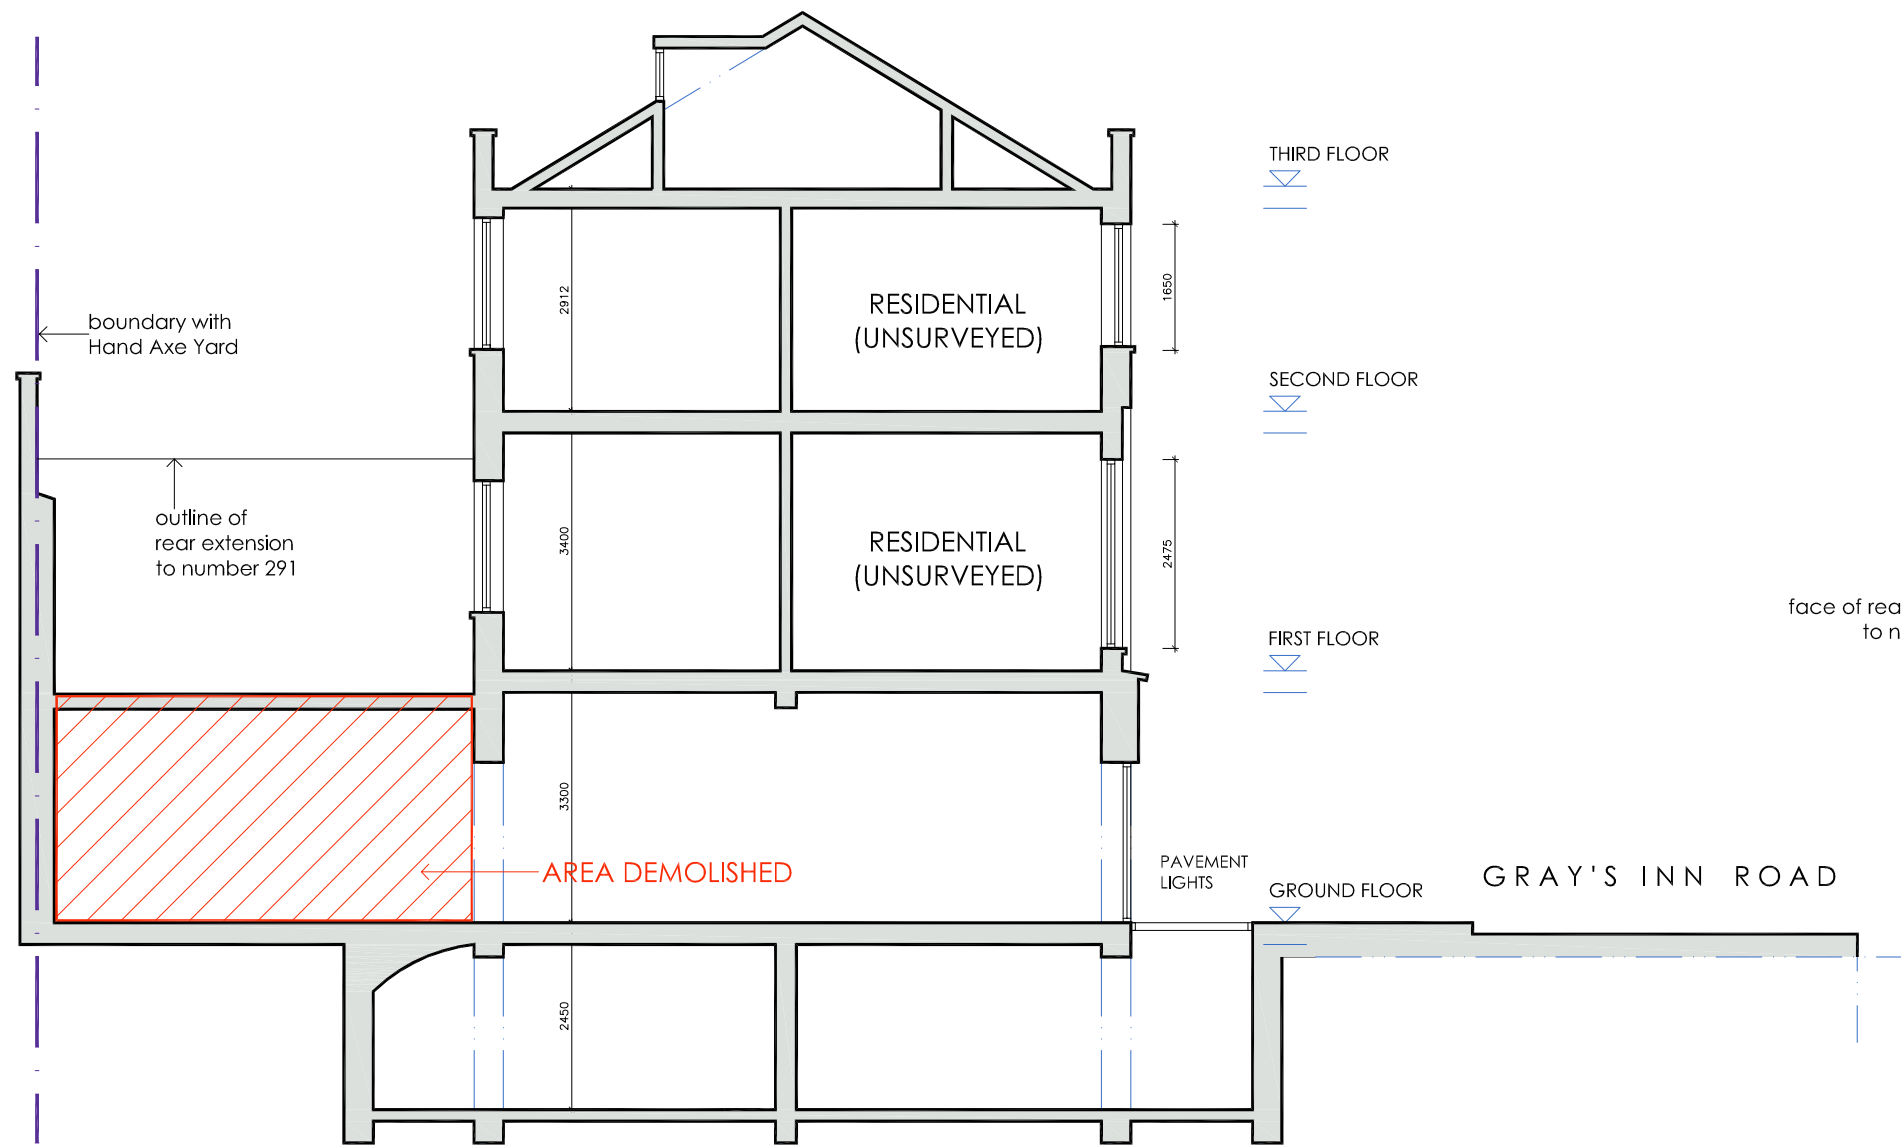 THIRD FLOOR
2912
RESIDENTIAL
(UNSURVEYED)
1650
boundary with
Hand Axe Yard
SECOND FLOOR
outline of
rear extension
to number 291
3400
RESIDENTIAL
(UNSURVEYED)
2475
FIRST FLOOR
face of rea
to n
3300
AREA DEMOLISHED
PAVEMENT
LIGHTS
GROUND FLOOR
GRAY'S INN ROAD
2450